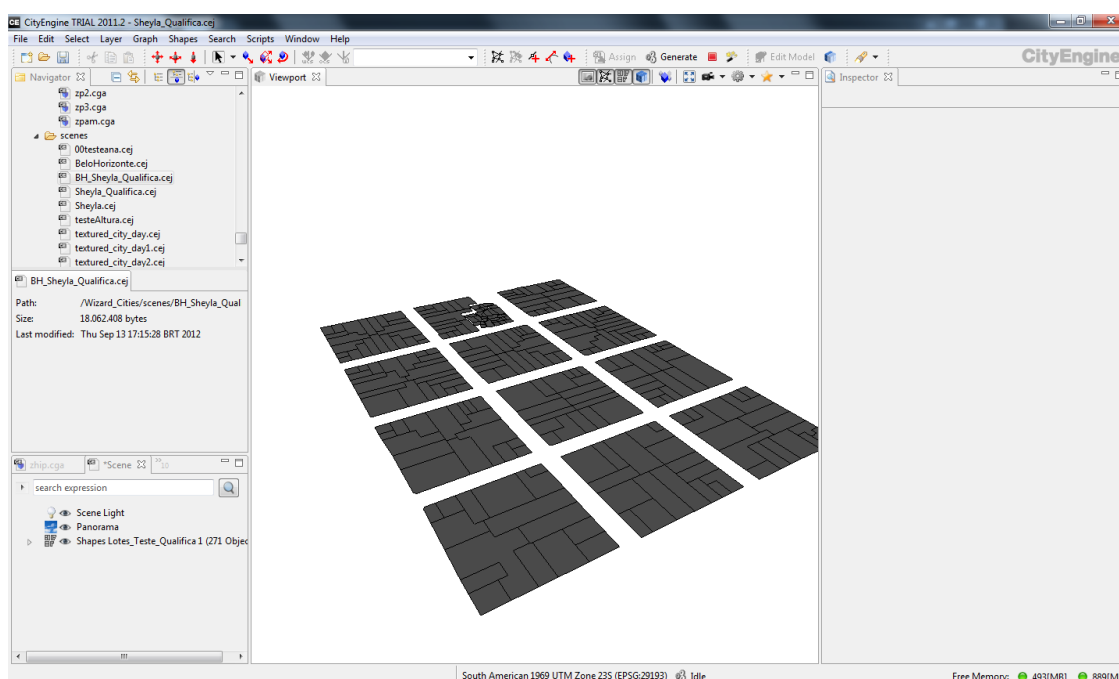 CE CityEngine TRIAL 2011.2 - Sheyla_Qualifica.cej
File Edit Select Layer Graph Shapes Search Scripts Window Help
Assign Generate Edit Model CityEngine
Navigator Viewport Inspector
zp2.cga
zp3.cga
zpam.cga
scenes
00testeana.cej
BeloHorizonte.cej
BH_Sheyla_Qualifica.cej
Sheyla_Qualifica.cej
Sheyla.cej
testeAltura.cej
textured_city_day.cej
textured_city_day1.cej
textured_city_day2.cej
BH_Sheyla_Qualifica.cej
Path: /Wizard_Cities/scenes/BH_Sheyla_Qual
Size: 18.062.408 bytes
Last modified: Thu Sep 13 17:15:28 BRT 2012
zhip.cga *Scene »10
search expression
Scene Light
Panorama
Shapes Lotes_Teste_Qualifica 1 (271 Objec
South American 1969 UTM Zone 23S (EPSG:29193) Idle Free Memory: 493[MB] 889[M